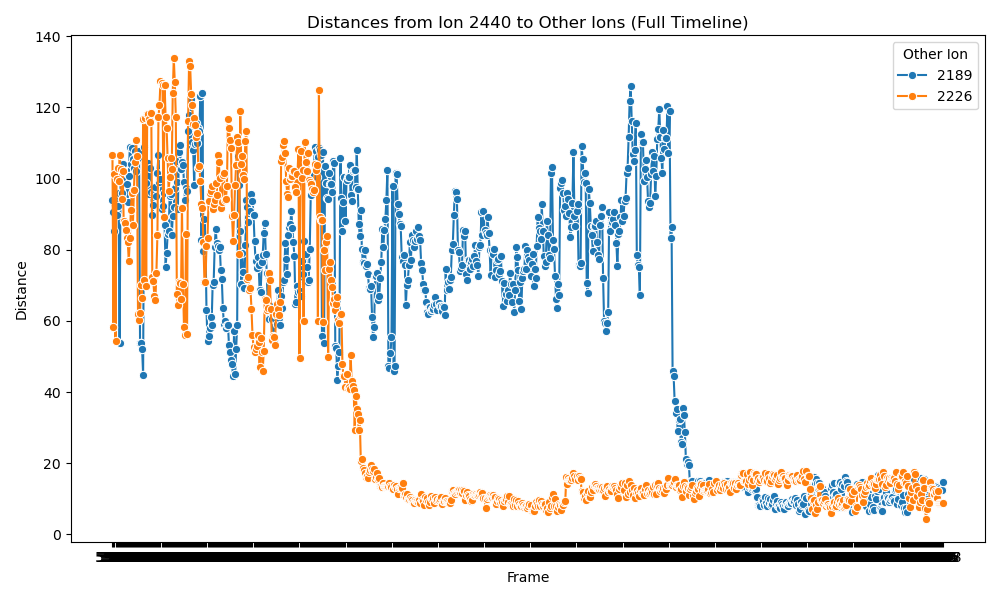 Distances from Ion 2440 to Other Ions (Full Timeline)
Other Ion
2189
2226
140
120
100
80
60
40
20
0
Distance
Frame